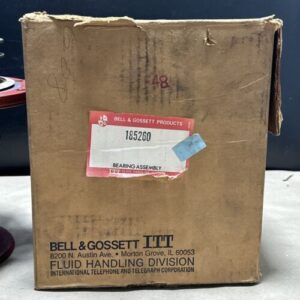 48
BELL & GOSSETT PRODUCTS
185260
BEARING ASSEMBLY
BELL & GOSSETT ITT
8200 N. Austin Ave. • Morton Grove, IL 60053
FLUID HANDLING DIVISION
INTERNATIONAL TELEPHONE AND TELEGRAPH CORPORATION